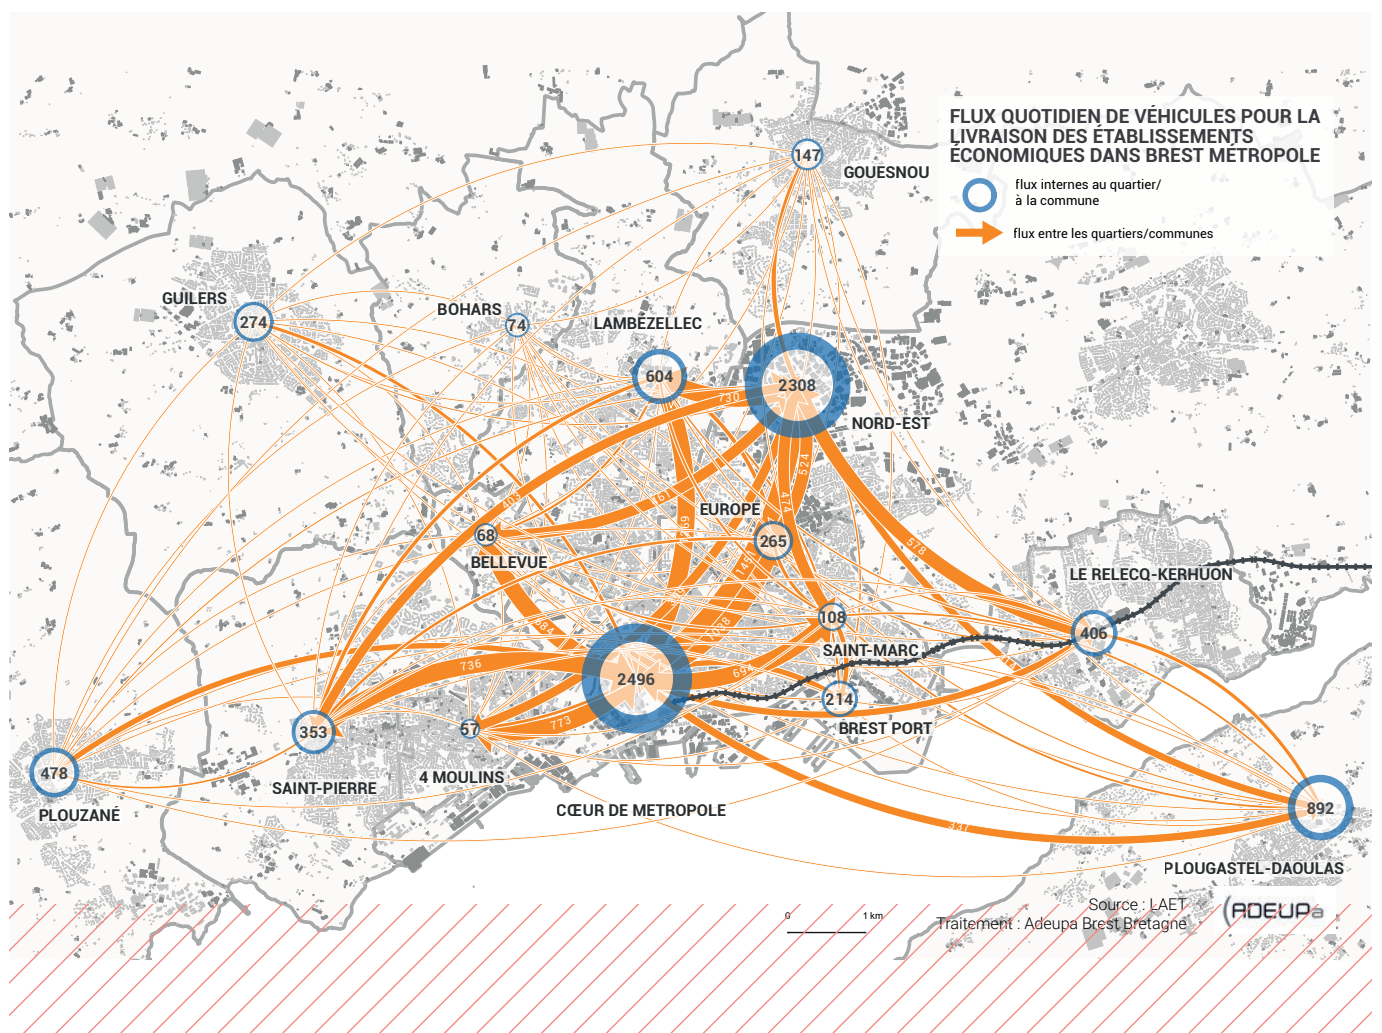 FLUX QUOTIDIEN DE VÉHICULES POUR LA
LIVRAISON DES ÉTABLISSEMENTS
ÉCONOMIQUES DANS BREST MÉTROPOLE
flux internes au quartier/
à la commune
flux entre les quartiers/communes
147
GOUESNOU
GUILERS
274
BOHARS
74
LAMBÉZELLEC
604
730
2308
NORD-EST
524
EUROPE
265
68
BELLEVUE
578
LE RELECQ-KERHUON
406
108
SAINT-MARC
736
2496
694
214
BREST PORT
353
SAINT-PIERRE
57
773
4 MOULINS
478
PLOUZANÉ
CŒUR DE METROPOLE
337
892
PLOUGASTEL-DAOULAS
0
1 km
Source : LAET
Traitement : Adeupa Brest Bretagne
ADEUPa